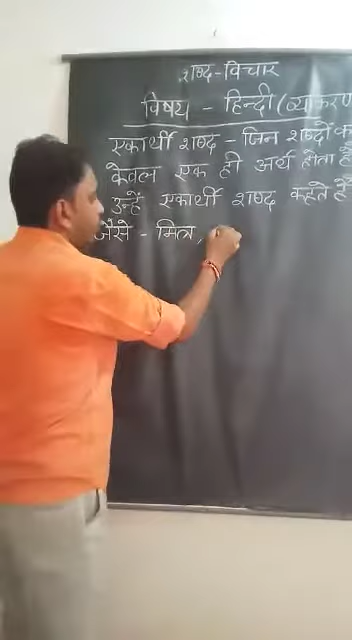 शब्द-विचार
विषय - हिन्दी (व्याकरण
एकार्थी शब्द - जिन शब्दों का
केवल एक ही अर्थ होता है
उन्हें एकार्थी शब्द कहते हैं
जैसे - मित्र,